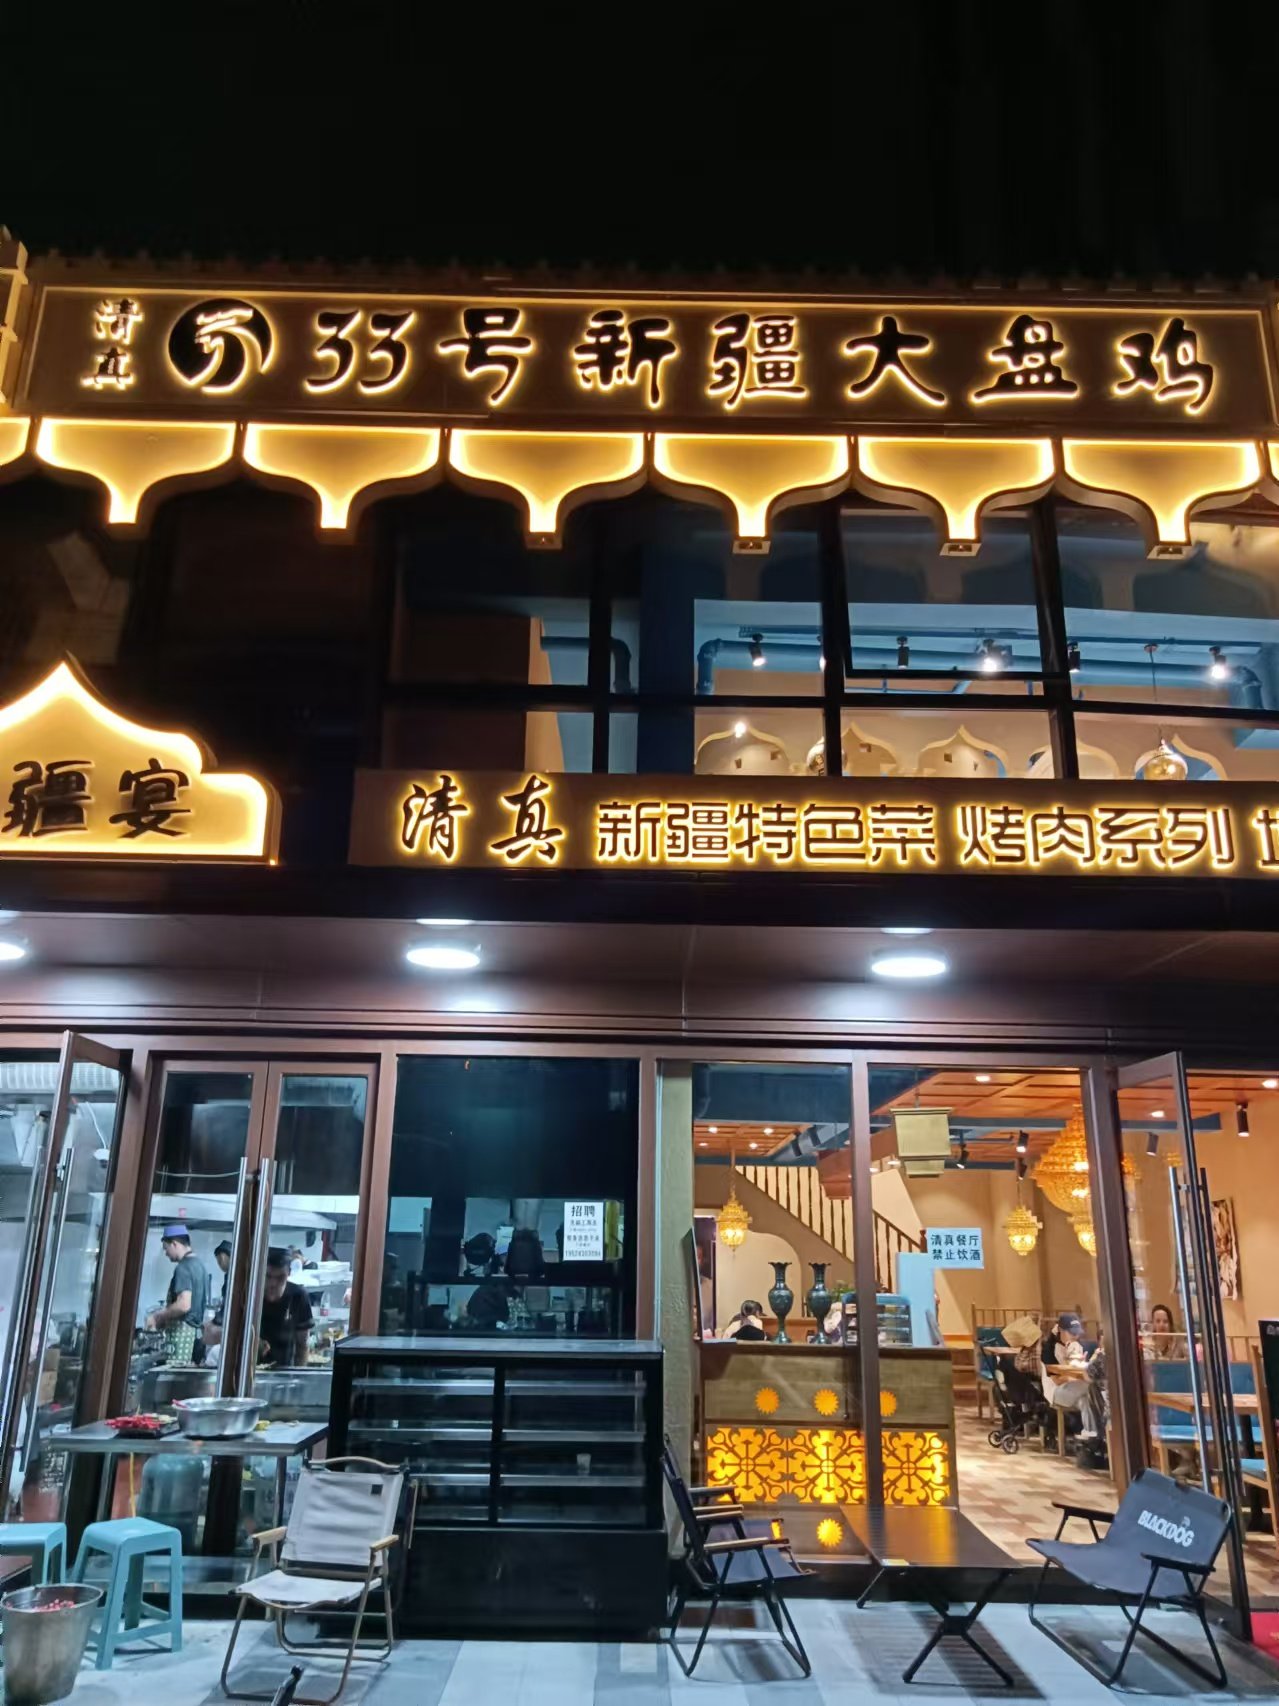 清真 33号新疆大盘鸡
疆宴
清真 新疆特色菜 烤肉系列
招聘
清真餐厅
禁止饮酒
BLACKDOG